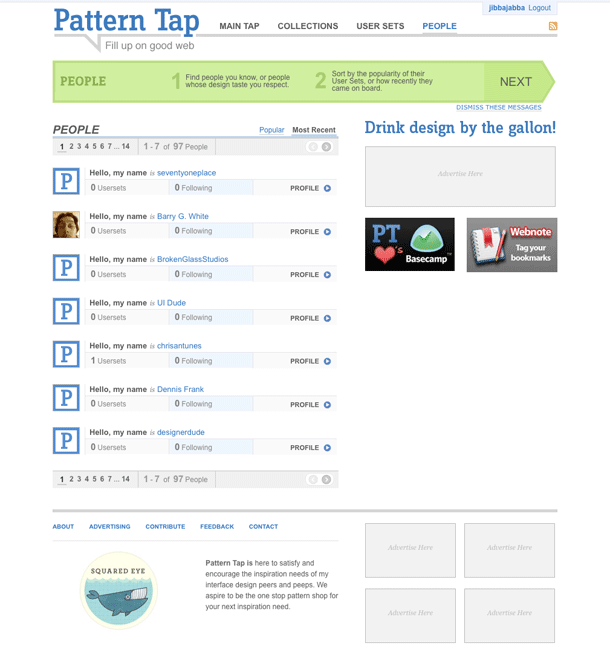 jibbajabba Logout
Pattern Tap
MAIN TAP COLLECTIONS USER SETS PEOPLE
Fill up on good web
PEOPLE
1 Find people you know, or people
whose design taste you respect.
2 Sort by the popularity of their
User Sets, or how recently they
came on board.
NEXT
DISMISS THESE MESSAGES
PEOPLE Popular Most Recent
1 2 3 4 5 6 7 ... 14 1 - 7 of 97 People
Hello, my name is seventyoneplace
0 Usersets 0 Following PROFILE
Hello, my name is Barry G. White
0 Usersets 0 Following PROFILE
Hello, my name is BrokenGlassStudios
0 Usersets 0 Following PROFILE
Hello, my name is UI Dude
0 Usersets 0 Following PROFILE
Hello, my name is chrisantunes
1 Usersets 0 Following PROFILE
Hello, my name is Dennis Frank
0 Usersets 0 Following PROFILE
Hello, my name is designerdude
0 Usersets 0 Following PROFILE
1 2 3 4 5 6 7 ... 14 1 - 7 of 97 People
Drink design by the gallon!
Advertise Here
PT
's
Basecamp
Webnote
Tag your
bookmarks
ABOUT ADVERTISING CONTRIBUTE FEEDBACK CONTACT
SQUARED EYE
Pattern Tap is here to satisfy and
encourage the inspiration needs of my
interface design peers and peeps. We
aspire to be the one stop pattern shop for
your next inspiration need.
Advertise Here Advertise Here
Advertise Here Advertise Here